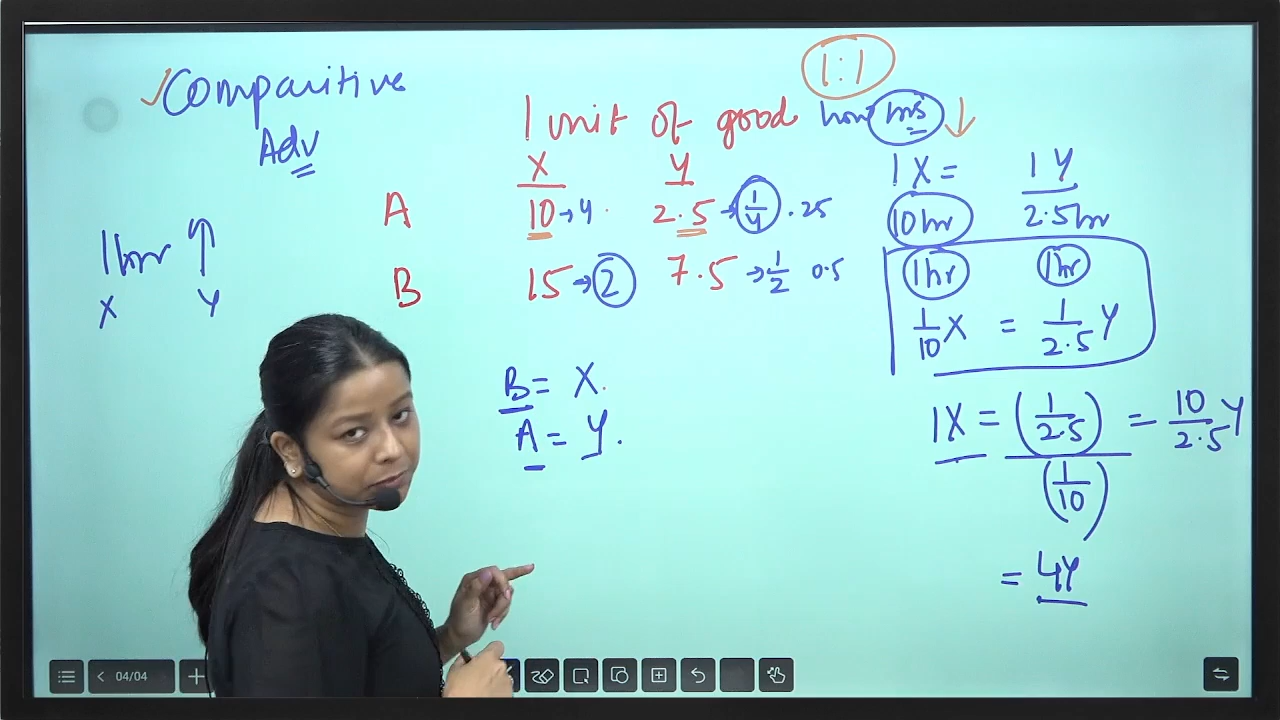 ✓Comparitive
Adv
1:1
1 unit of good how hrs ↓
X Y
A 10 → 4 2.5 → 1/4 .25
B 15 → 2 7.5 → 1/2 0.5
1hr ↑
X Y
B = X.
A = Y.
1X = 1Y
10hr 2.5hr
1hr 1hr
1/10 X = 1/2.5 Y
1X = (1/2.5) / (1/10) = 10/2.5 Y
= 4Y
04/04